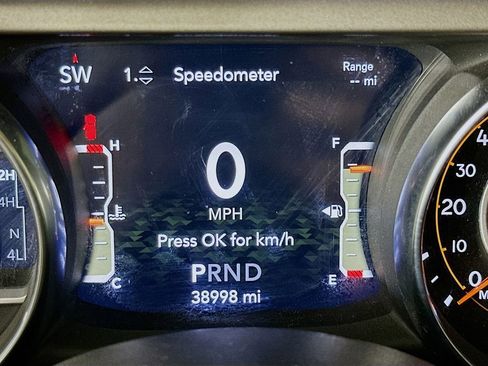 SW
1. Speedometer
Range
-- mi
H
F
2H
4H
N
4L
0
MPH
Press OK for km/h
C
E
PRND
38998 mi
40
30
20
10
0